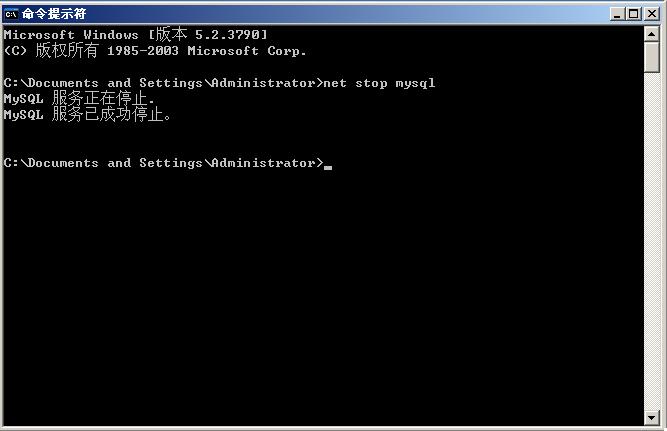 命令提示符
Microsoft Windows [版本 5.2.3790]
(C) 版权所有 1985-2003 Microsoft Corp.
C:\Documents and Settings\Administrator>net stop mysql
MySQL 服务正在停止.
MySQL 服务已成功停止。
C:\Documents and Settings\Administrator>_